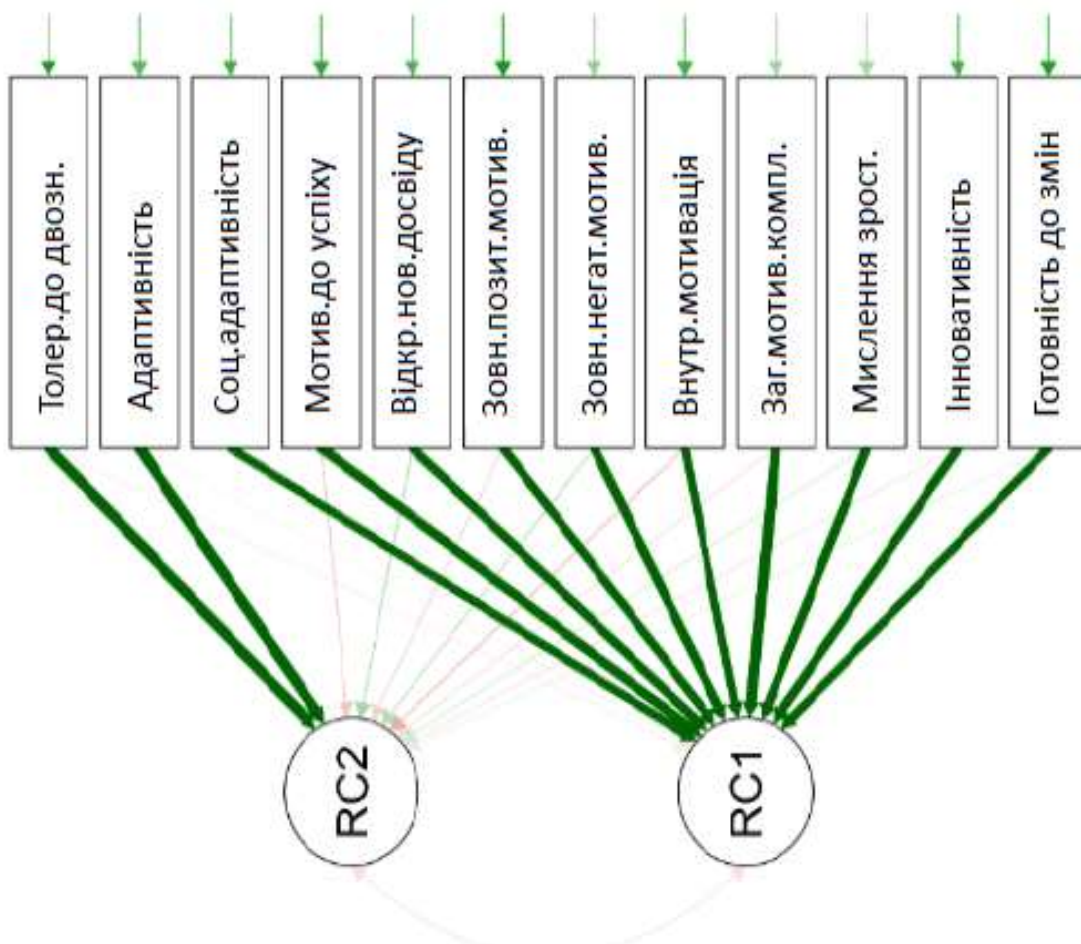 Толер.до двозн.
Адаптивність
Соц.адаптивність
Мотив.до успіху
Відкр.нов.досвіду
Зовн.позит.мотив.
Зовн.негат.мотив.
Внутр.мотивація
Заг.мотив.компл.
Мислення зрост.
Інноватиність
Готовність до змін
RC2
RC1